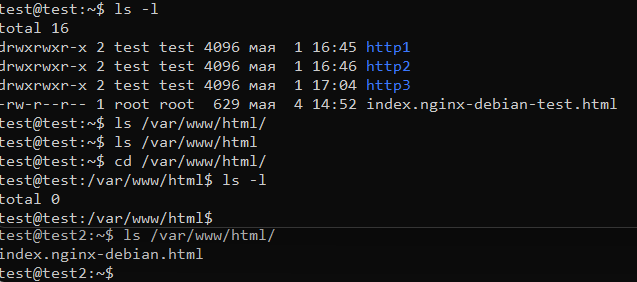 test@test:~$ ls -l
total 16
drwxrwxr-x 2 test test 4096 мая  1 16:45 http1
drwxrwxr-x 2 test test 4096 мая  1 16:46 http2
drwxrwxr-x 2 test test 4096 мая  1 17:04 http3
-rw-r--r-- 1 root root  629 мая  4 14:52 index.nginx-debian-test.html
test@test:~$ ls /var/www/html/
test@test:~$ ls /var/www/html
test@test:~$ cd /var/www/html/
test@test:/var/www/html$ ls -l
total 0
test@test:/var/www/html$
test@test2:~$ ls /var/www/html/
index.nginx-debian.html
test@test2:~$